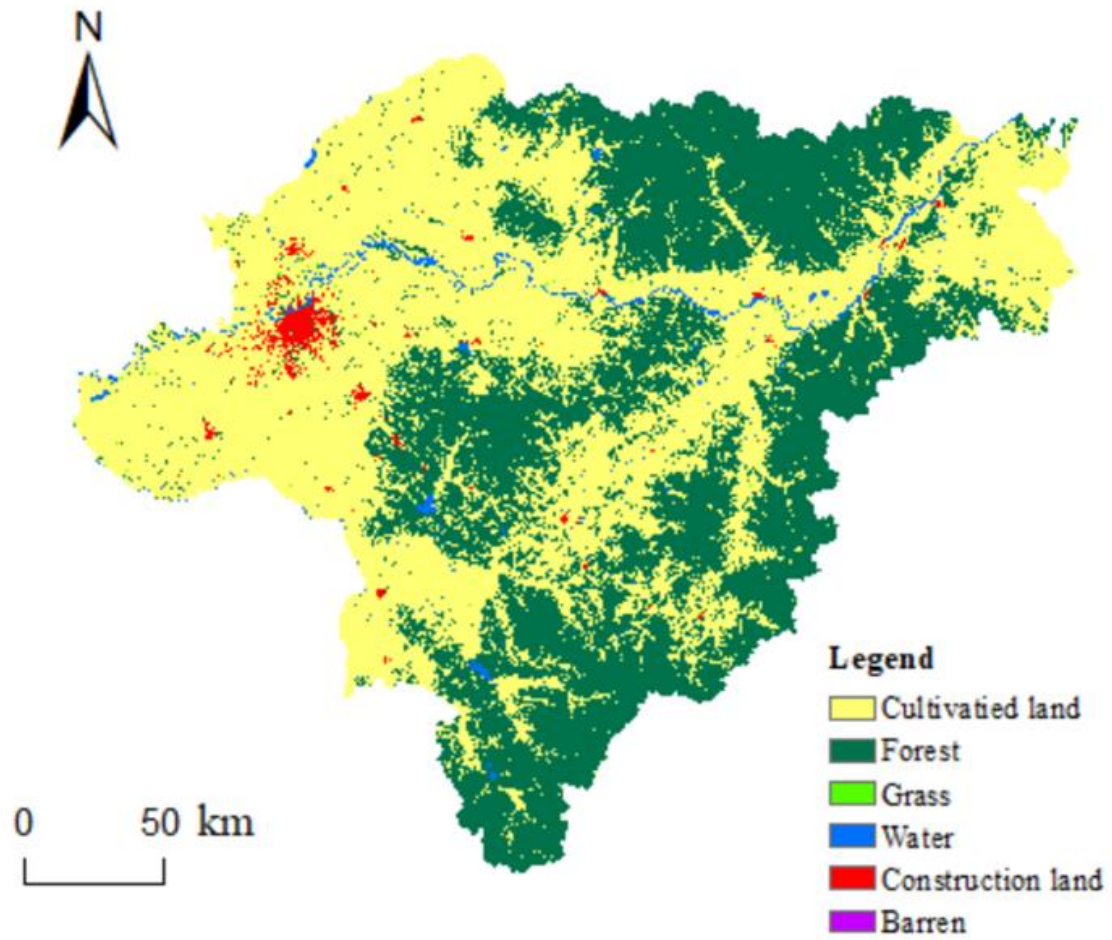 N
Legend
Cultivatied land
Forest
Grass
Water
Construction land
Barren
0 50 km